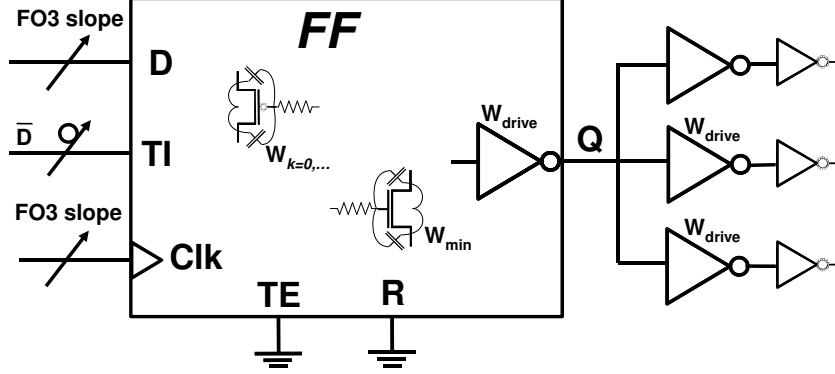 FO3 slope
FF
D
W_drive
Q
D̅
TI
W_k=0,...
W_drive
FO3 slope
W_min
W_drive
Clk
TE
R